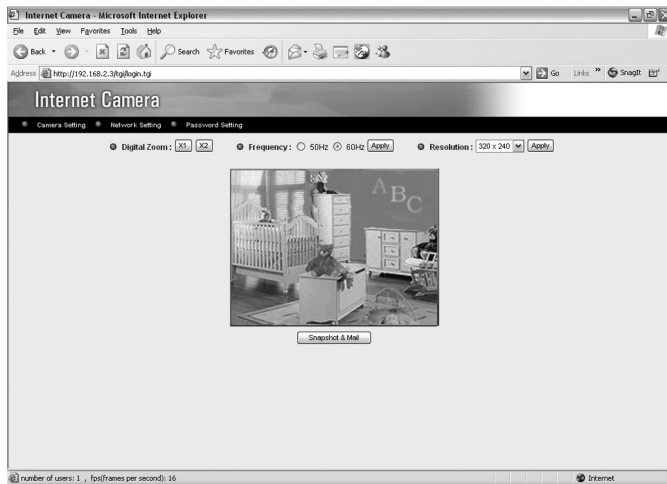 Internet Camera - Microsoft Internet Explorer
File Edit View Favorites Tools Help
Back Search Favorites
Address http://192.168.2.3/tgi/login.tgi Go Links » SnagIt
Internet Camera
Camera Setting Network Setting Password Setting
Digital Zoom : X1 X2 Frequency : 50Hz 60Hz Apply Resolution : 320 x 240 Apply
A B C
Snapshot & Mail
number of users: 1 , fps(frames per second): 16 Internet